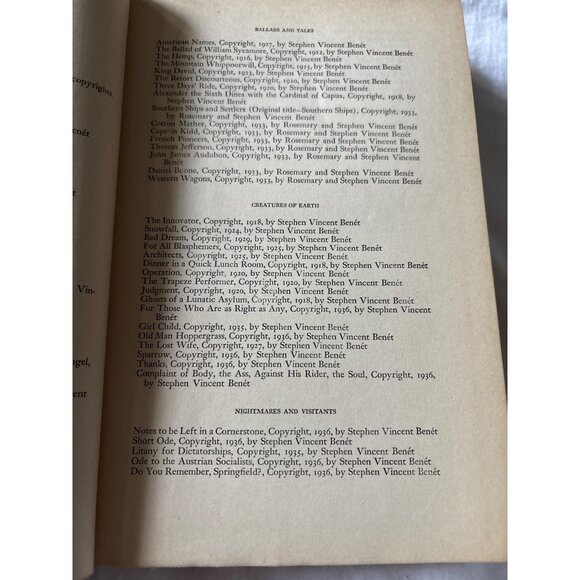 BALLADS AND TALES
American Names, Copyright, 1927, by Stephen Vincent Benét
The Ballad of William Sycamore, Copyright, 1922, by Stephen Vincent Benét
The Hemp, Copyright, 1916, by Stephen Vincent Benét
The Mountain Whippoorwill, Copyright, 1925, by Stephen Vincent Benét
King David, Copyright, 1923, by Stephen Vincent Benét
The Retort Discourteous, Copyright, 1920, by Stephen Vincent Benét
Three Days' Ride, Copyright, 1920, by Stephen Vincent Benét
Alexander the Sixth Dines with the Cardinal of Capua, Copyright, 1918, by
Stephen Vincent Benét
Southern Ships and Settlers (Original title—Southern Ships), Copyright, 1933,
by Rosemary and Stephen Vincent Benét
Cotton Mather, Copyright, 1933, by Rosemary and Stephen Vincent Benét
Captain Kidd, Copyright, 1933, by Rosemary and Stephen Vincent Benét
French Pioneers, Copyright, 1933, by Rosemary and Stephen Vincent Benét
Thomas Jefferson, Copyright, 1933, by Rosemary and Stephen Vincent Benét
John James Audubon, Copyright, 1933, by Rosemary and Stephen Vincent
Benét
Daniel Boone, Copyright, 1933, by Rosemary and Stephen Vincent Benét
Western Wagons, Copyright, 1933, by Rosemary and Stephen Vincent Benét
CREATURES OF EARTH
The Innovator, Copyright, 1918, by Stephen Vincent Benét
Snowfall, Copyright, 1924, by Stephen Vincent Benét
Bad Dream, Copyright, 1929, by Stephen Vincent Benét
For All Blasphemers, Copyright, 1925, by Stephen Vincent Benét
Architects, Copyright, 1925, by Stephen Vincent Benét
Dinner in a Quick Lunch Room, Copyright, 1918, by Stephen Vincent Benét
Operation, Copyright, 1920, by Stephen Vincent Benét
The Trapeze Performer, Copyright, 1920, by Stephen Vincent Benét
Judgment, Copyright, 1920, by Stephen Vincent Benét
Ghosts of a Lunatic Asylum, Copyright, 1918, by Stephen Vincent Benét
For Those Who Are as Right as Any, Copyright, 1936, by Stephen Vincent
Benét
Girl Child, Copyright, 1935, by Stephen Vincent Benét
Old Man Hoppergrass, Copyright, 1936, by Stephen Vincent Benét
The Lost Wife, Copyright, 1927, by Stephen Vincent Benét
Sparrow, Copyright, 1936, by Stephen Vincent Benét
Thanks, Copyright, 1936, by Stephen Vincent Benét
Complaint of Body, the Ass, Against His Rider, the Soul, Copyright, 1936,
by Stephen Vincent Benét
NIGHTMARES AND VISITANTS
Notes to be Left in a Cornerstone, Copyright, 1936, by Stephen Vincent Benét
Short Ode, Copyright, 1936, by Stephen Vincent Benét
Litany for Dictatorships, Copyright, 1935, by Stephen Vincent Benét
Ode to the Austrian Socialists, Copyright, 1936, by Stephen Vincent Benét
Do You Remember, Springfield?, Copyright, 1936, by Stephen Vincent Benét
copyrights,
Benét
Vin-
ngel,
cent